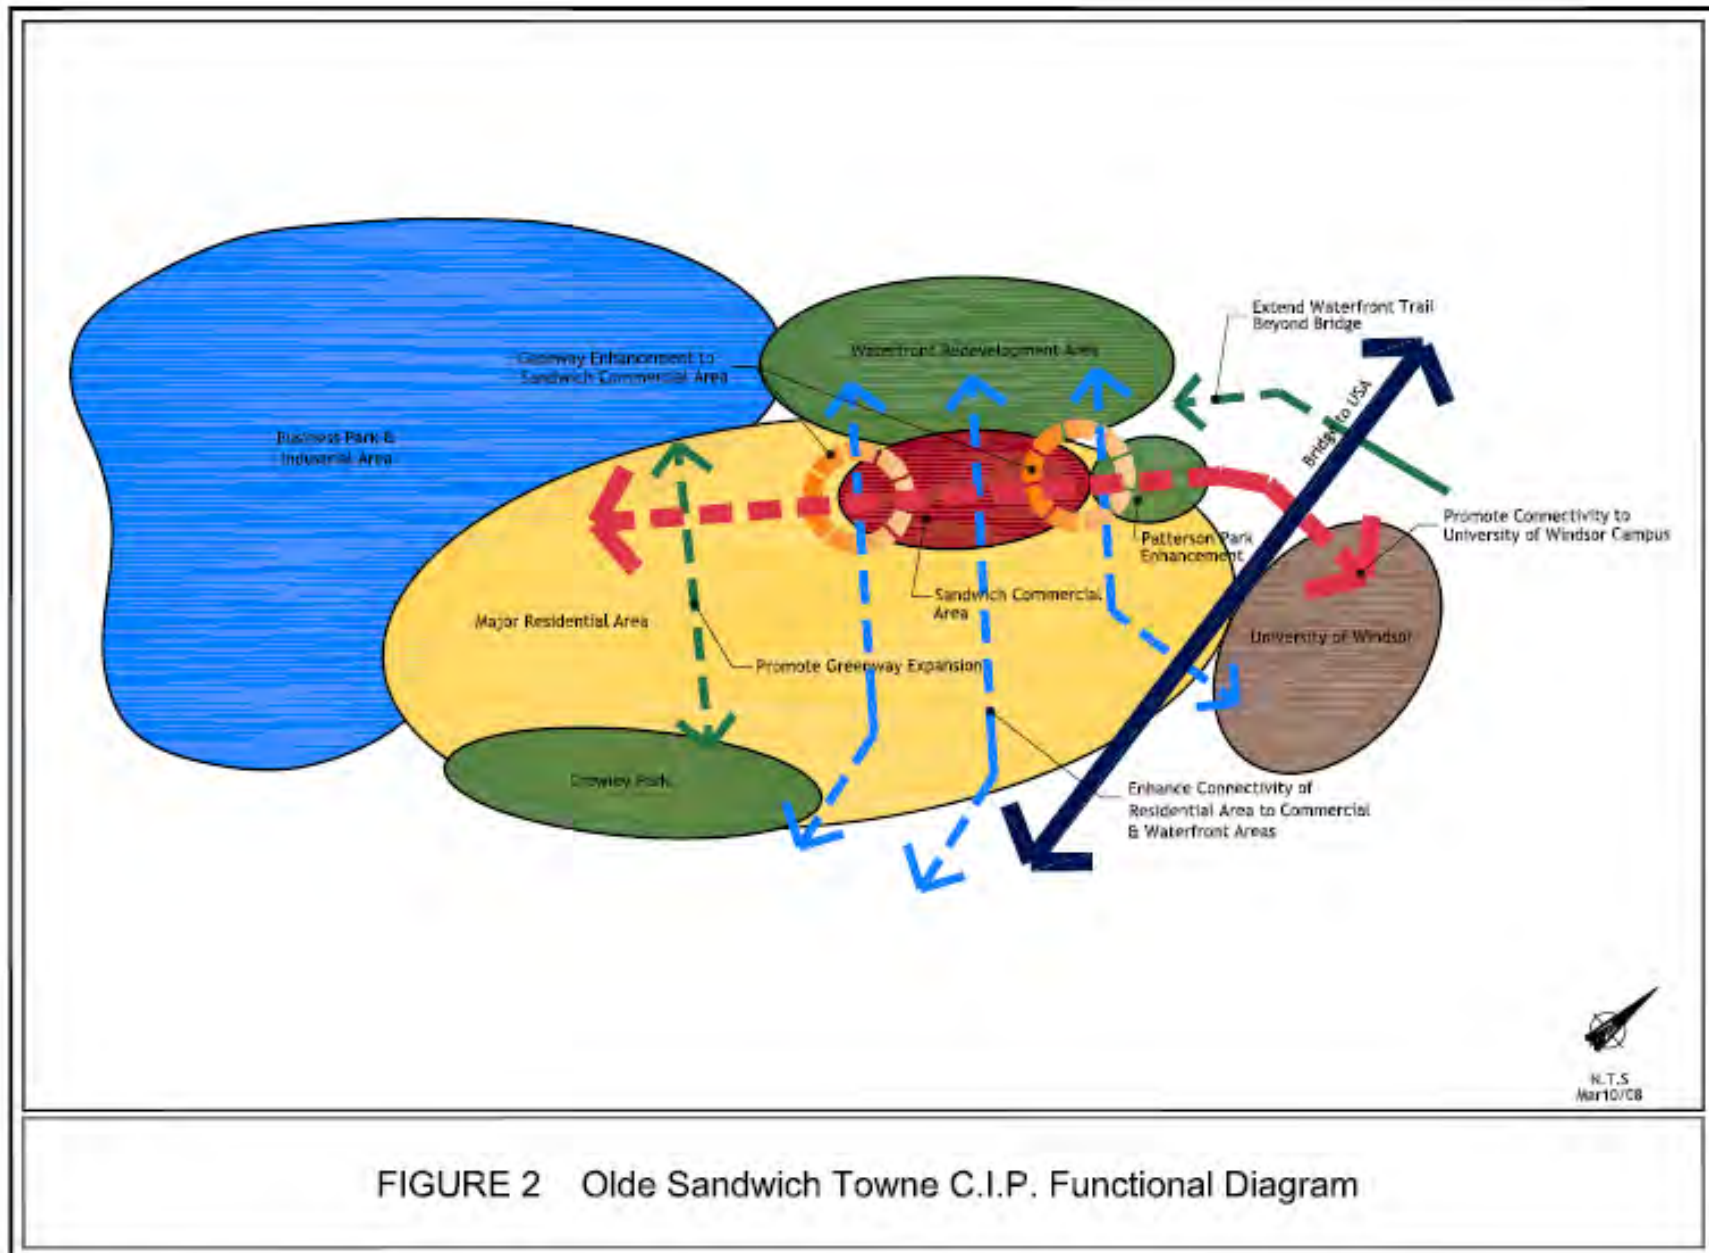 Extend Waterfront Trail
Beyond Bridge
Waterfront Redevelopment Area
Gateway Enhancement to
Sandwich Commercial Area
Bridge to USA
Business Park &
Industrial Area
Promote Connectivity to
University of Windsor Campus
Patterson Park
Enhancement
Sandwich Commercial
Area
Major Residential Area
University of Windsor
Promote Greenway Expansion
Crowley Park
Enhance Connectivity of
Residential Area to Commercial
& Waterfront Areas
N.T.S
Mar10/08
FIGURE 2 Olde Sandwich Towne C.I.P. Functional Diagram